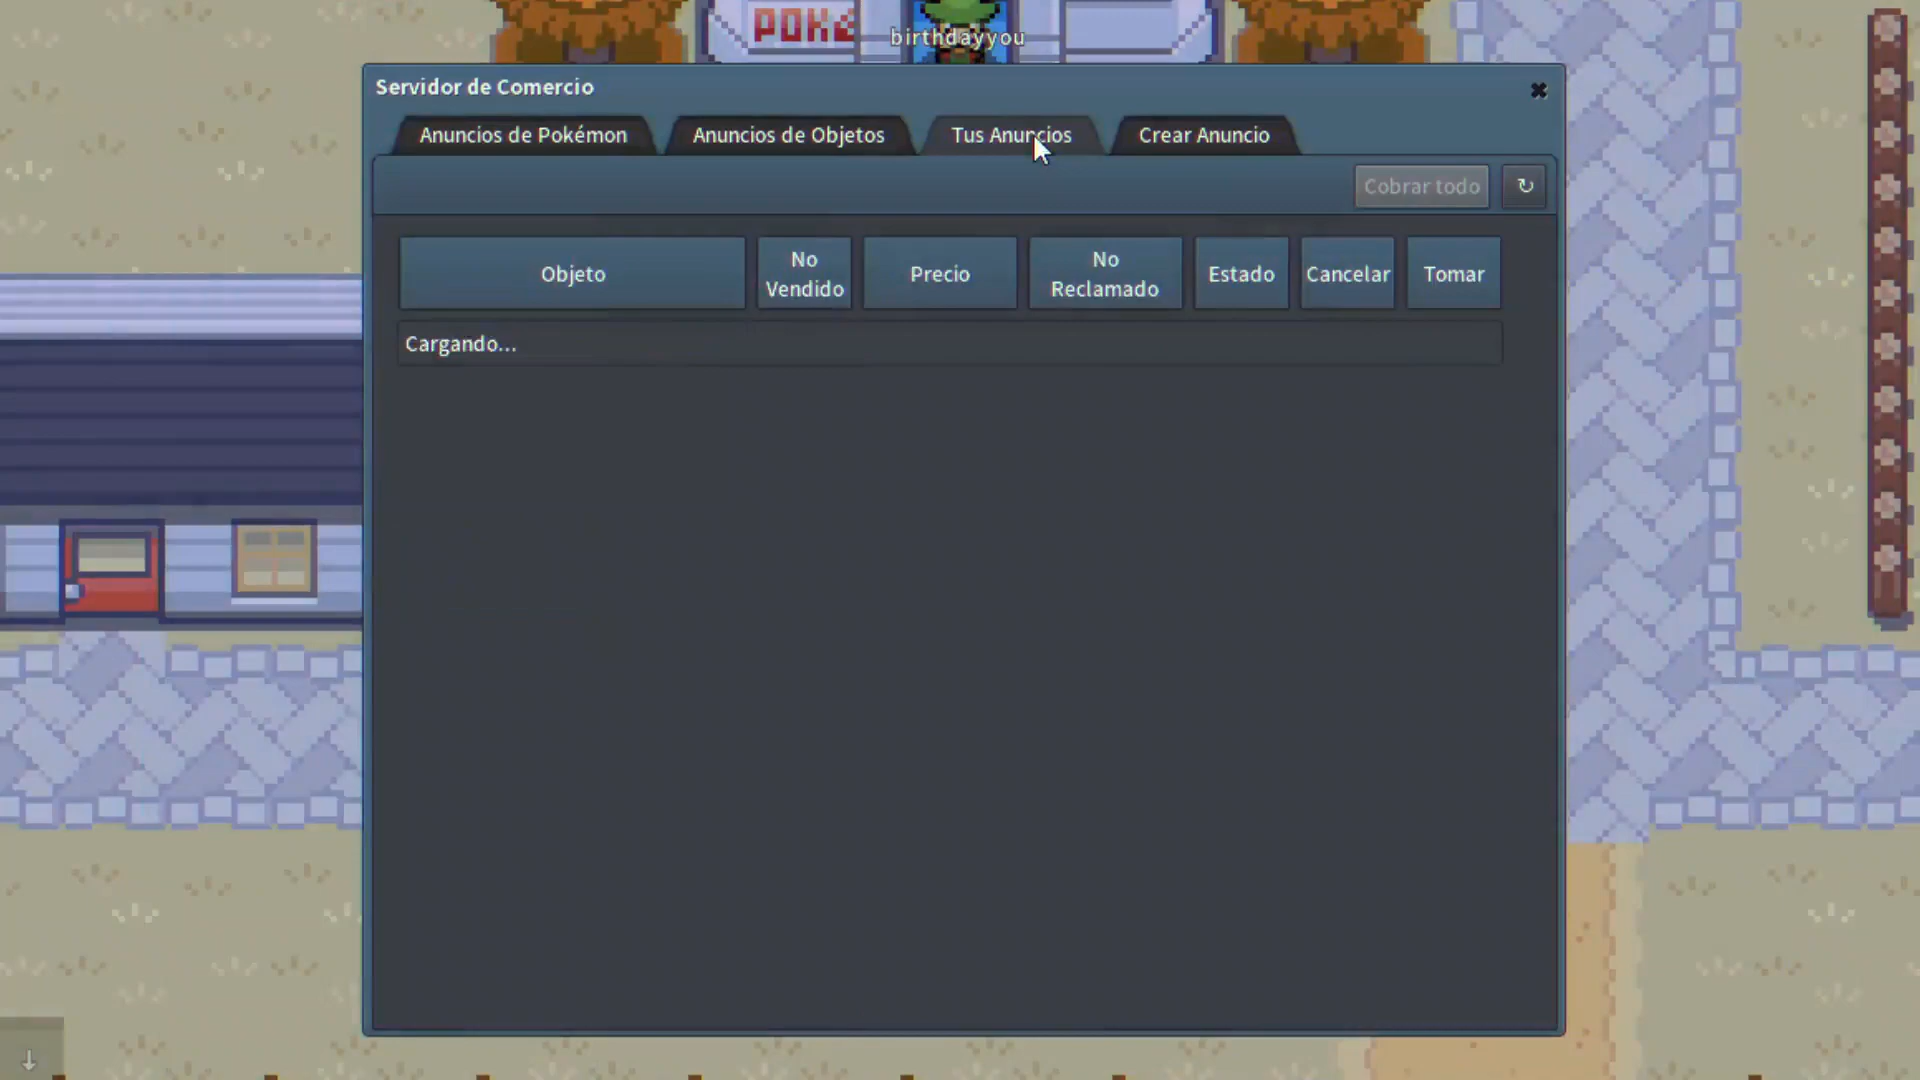 POKé
birthdayyou
Servidor de Comercio
Anuncios de Pokémon
Anuncios de Objetos
Tus Anuncios
Crear Anuncio
Cobrar todo
Objeto
No
Vendido
Precio
No
Reclamado
Estado
Cancelar
Tomar
Cargando...